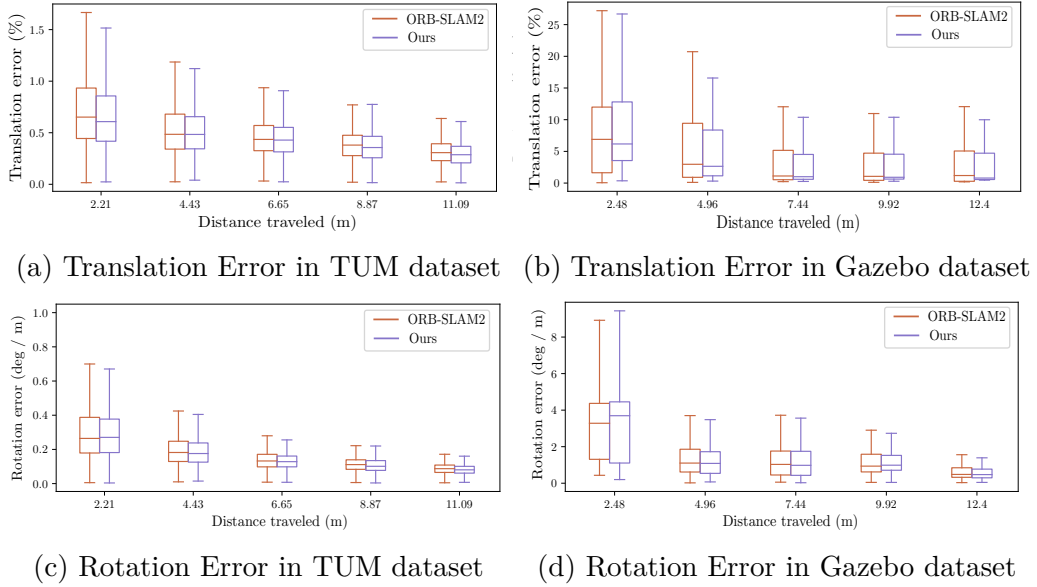 Translation error (%)
1.5
1.0
0.5
0.0
ORB-SLAM2
Ours
2.21 4.43 6.65 8.87 11.09
Distance traveled (m)
(a) Translation Error in TUM dataset
Translation error (%)
25
20
15
10
5
0
ORB-SLAM2
Ours
2.48 4.96 7.44 9.92 12.4
Distance traveled (m)
(b) Translation Error in Gazebo dataset
Rotation error (deg / m)
1.0
0.8
0.6
0.4
0.2
0.0
ORB-SLAM2
Ours
2.21 4.43 6.65 8.87 11.09
Distance traveled (m)
(c) Rotation Error in TUM dataset
Rotation error (deg / m)
8
6
4
2
0
ORB-SLAM2
Ours
2.48 4.96 7.44 9.92 12.4
Distance traveled (m)
(d) Rotation Error in Gazebo dataset